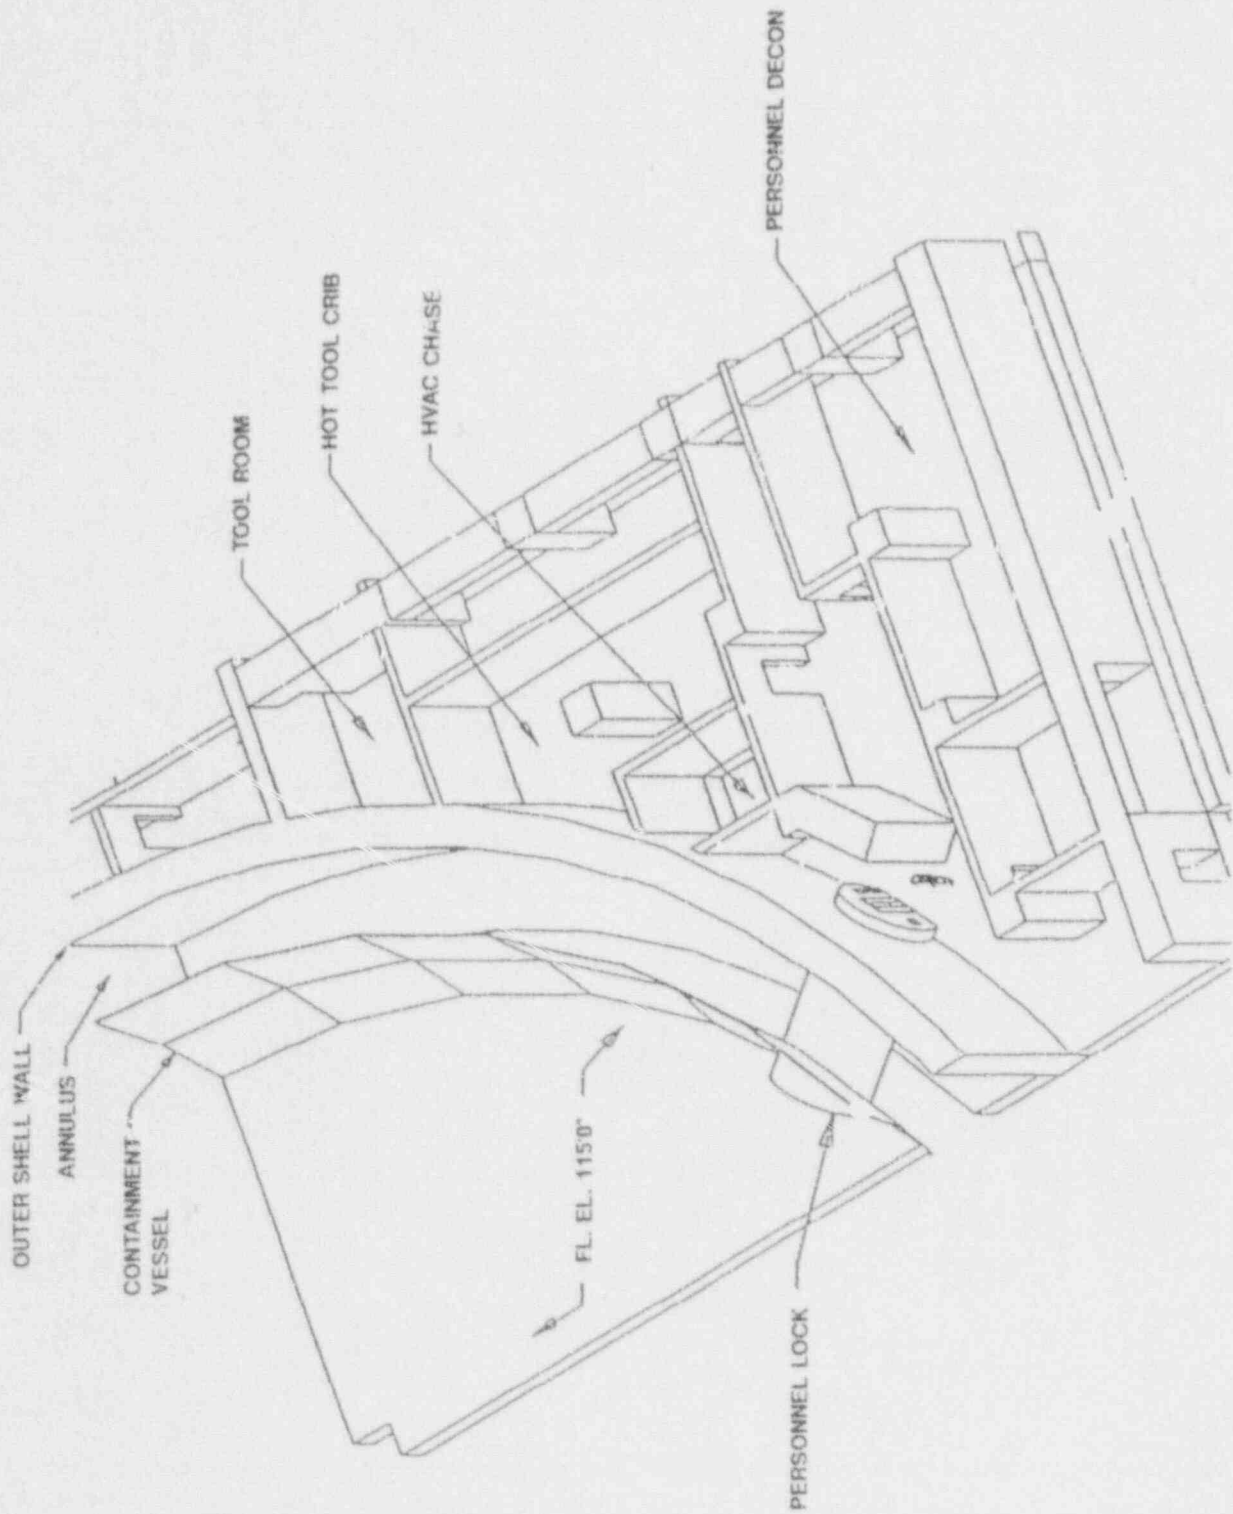 OUTER SHELL WALL
ANNULUS
CONTAINMENT
VESSEL
TOOL ROOM
HOT TOOL CRIB
HVAC CHASE
PERSONNEL DECON
FL. EL. 115'0"
PERSONNEL LOCK